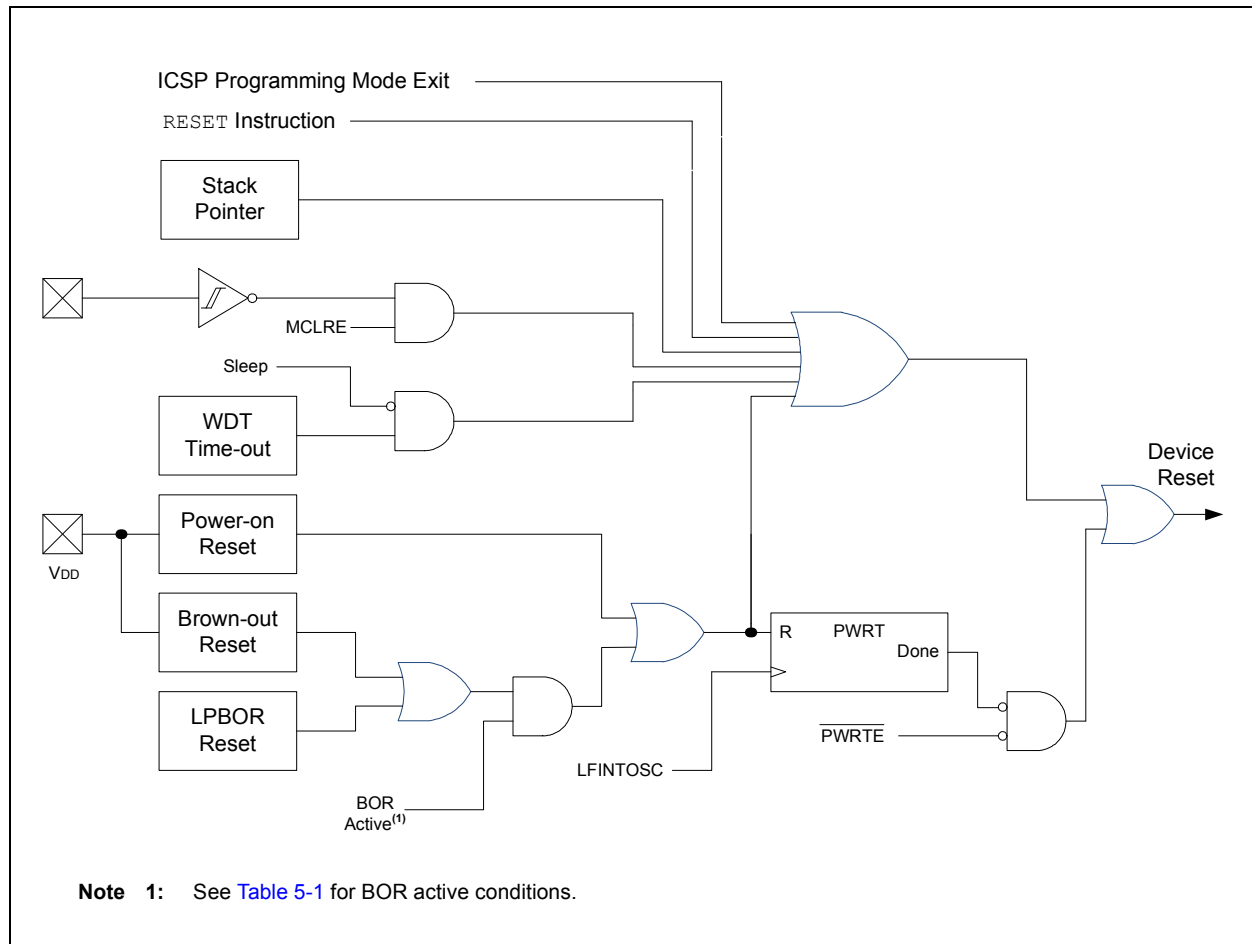 ICSP Programming Mode Exit
RESET Instruction
Stack
Pointer
MCLRE
Sleep
WDT
Time-out
Device
Reset
Power-on
Reset
VDD
Brown-out
Reset
R
PWRT
Done
LPBOR
Reset
PWRTE
LFINTOSC
BOR
Active(1)
Note 1: See Table 5-1 for BOR active conditions.